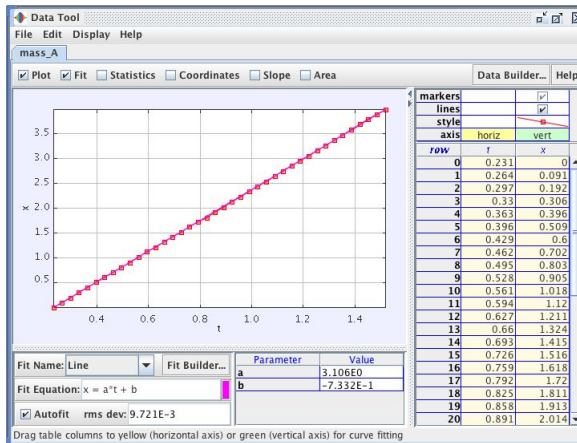 Data Tool
File Edit Display Help
mass_A
Plot Fit Statistics Coordinates Slope Area Data Builder... Help
x
3.5
3.0
2.5
2.0
1.5
1.0
0.5
0.4 0.6 0.8 1.0 1.2 1.4
t
markers
lines
style
axis horiz vert
row t x
0 0.231 0
1 0.264 0.091
2 0.297 0.192
3 0.33 0.306
4 0.363 0.396
5 0.396 0.509
6 0.429 0.6
7 0.462 0.702
8 0.495 0.803
9 0.528 0.905
10 0.561 1.018
11 0.594 1.12
12 0.627 1.211
13 0.66 1.324
14 0.693 1.415
15 0.726 1.516
16 0.759 1.618
17 0.792 1.72
18 0.825 1.811
19 0.858 1.913
20 0.891 2.014
Fit Name: Line Fit Builder...
Fit Equation: x = a*t + b
Autofit rms dev: 9.721E-3
Parameter Value
a 3.106E0
b -7.332E-1
Drag table columns to yellow (horizontal axis) or green (vertical axis) for curve fitting